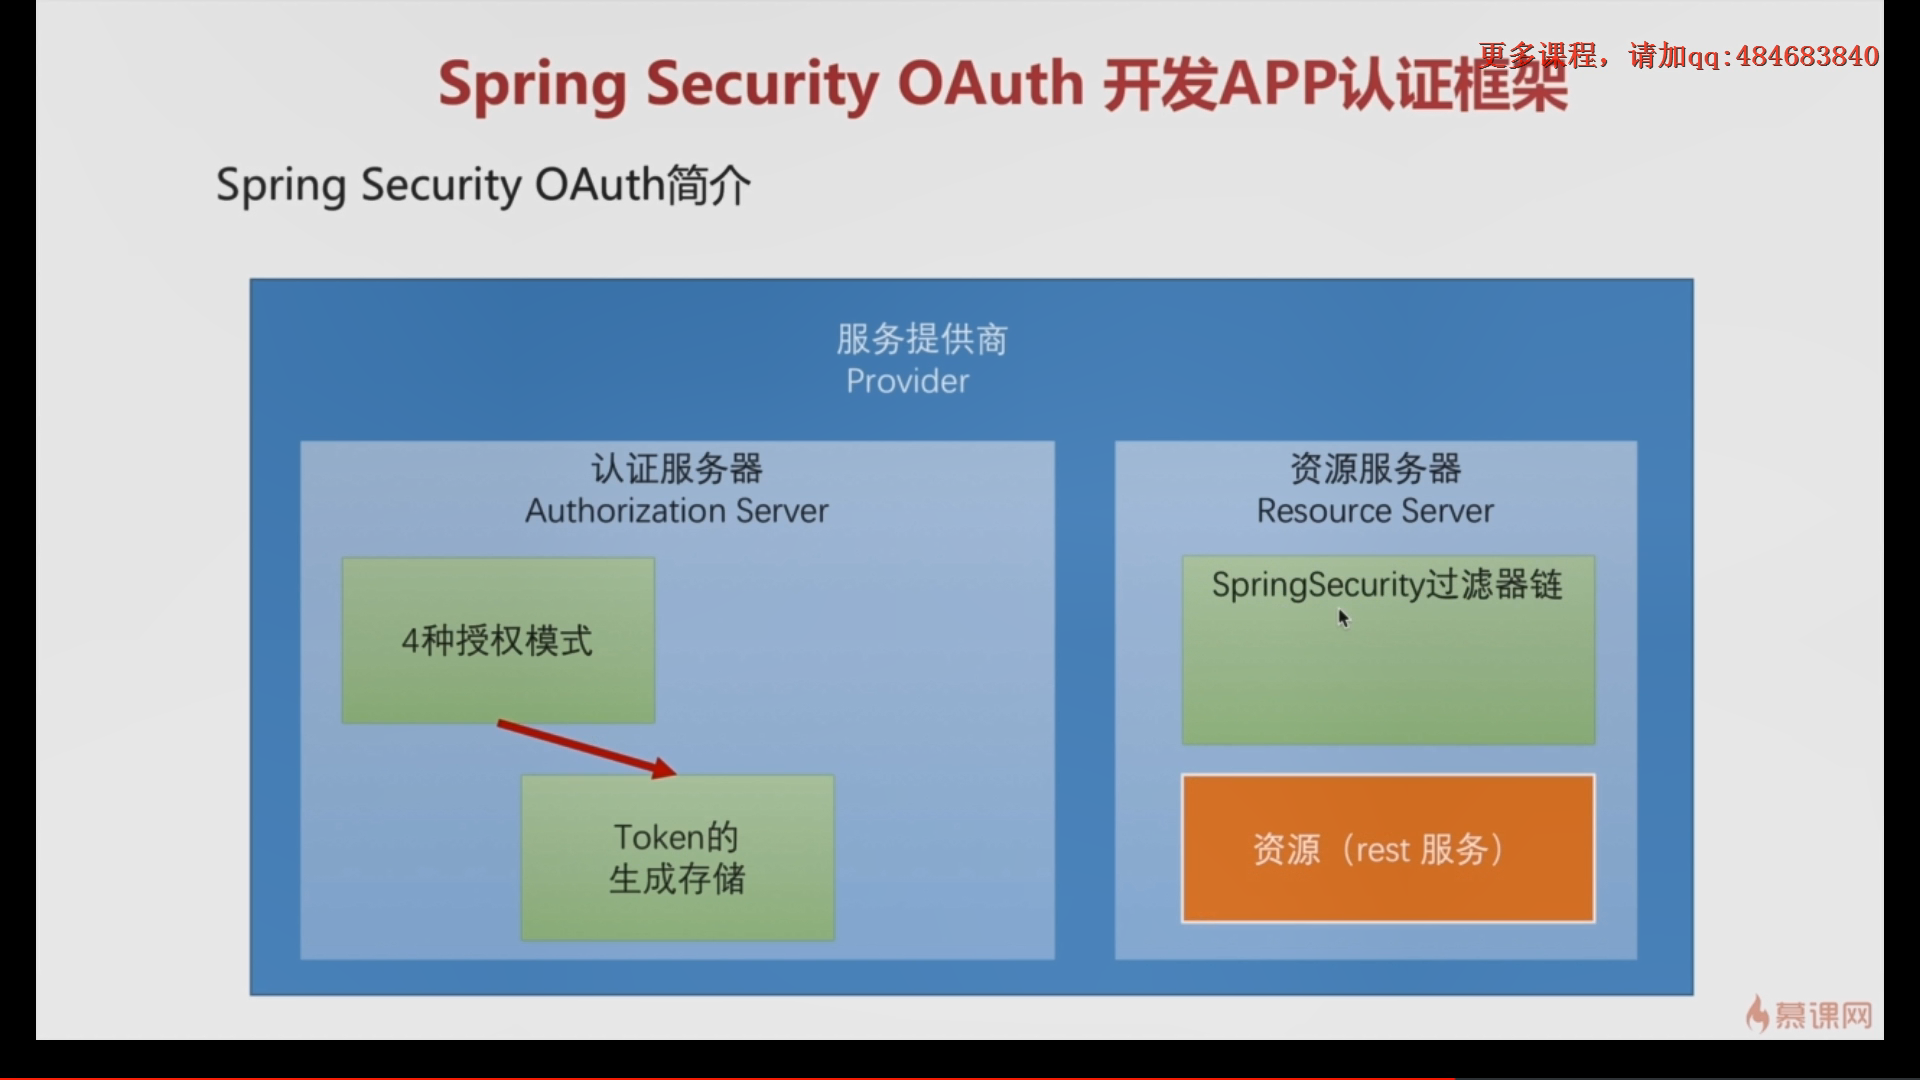 更多课程，请加qq:484683840
Spring Security OAuth 开发APP认证框架
Spring Security OAuth简介
服务提供商
Provider
认证服务器
Authorization Server
4种授权模式
Token的
生成存储
资源服务器
Resource Server
SpringSecurity过滤器链
资源（rest 服务）
慕课网